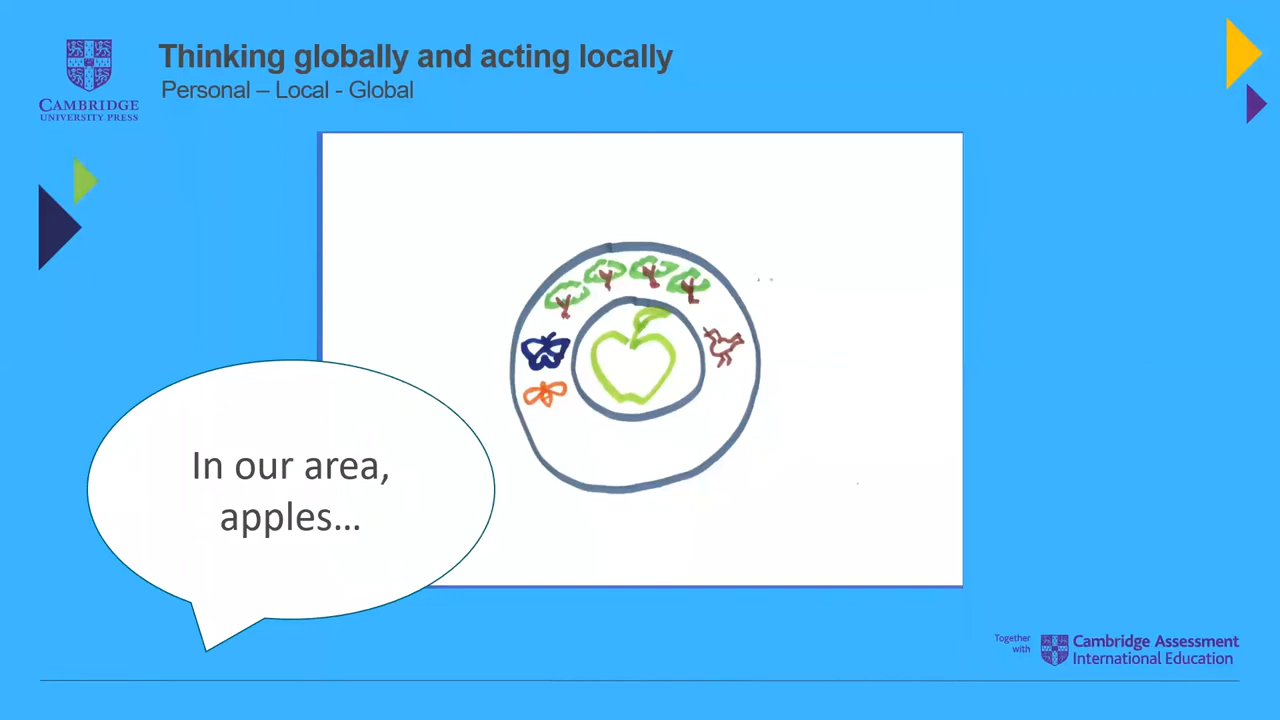 Thinking globally and acting locally
Personal – Local - Global
CAMBRIDGE
UNIVERSITY PRESS
In our area,
apples…
Together
with
Cambridge Assessment
International Education